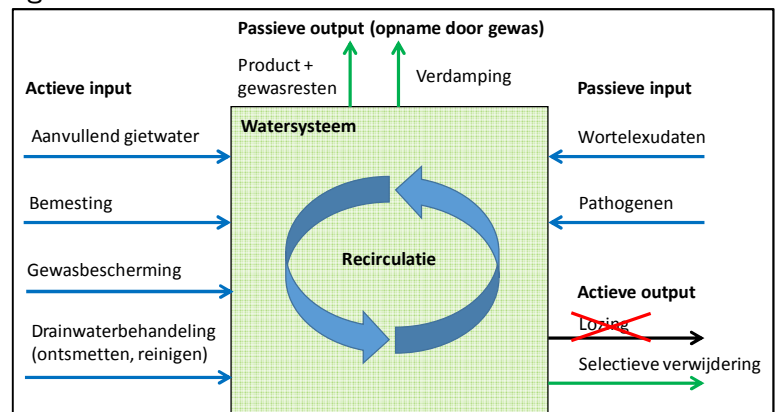 Passieve output (opname door gewas)
Product +
gewasresten
Verdamping
Actieve input
Passieve input
Aanvullend gietwater
Watersysteem
Wortelexudaten
Bemesting
Pathogenen
Recirculatie
Gewasbescherming
Actieve output
Drainwaterbehandeling
(ontsmetten, reinigen)
Lozing
Selectieve verwijdering